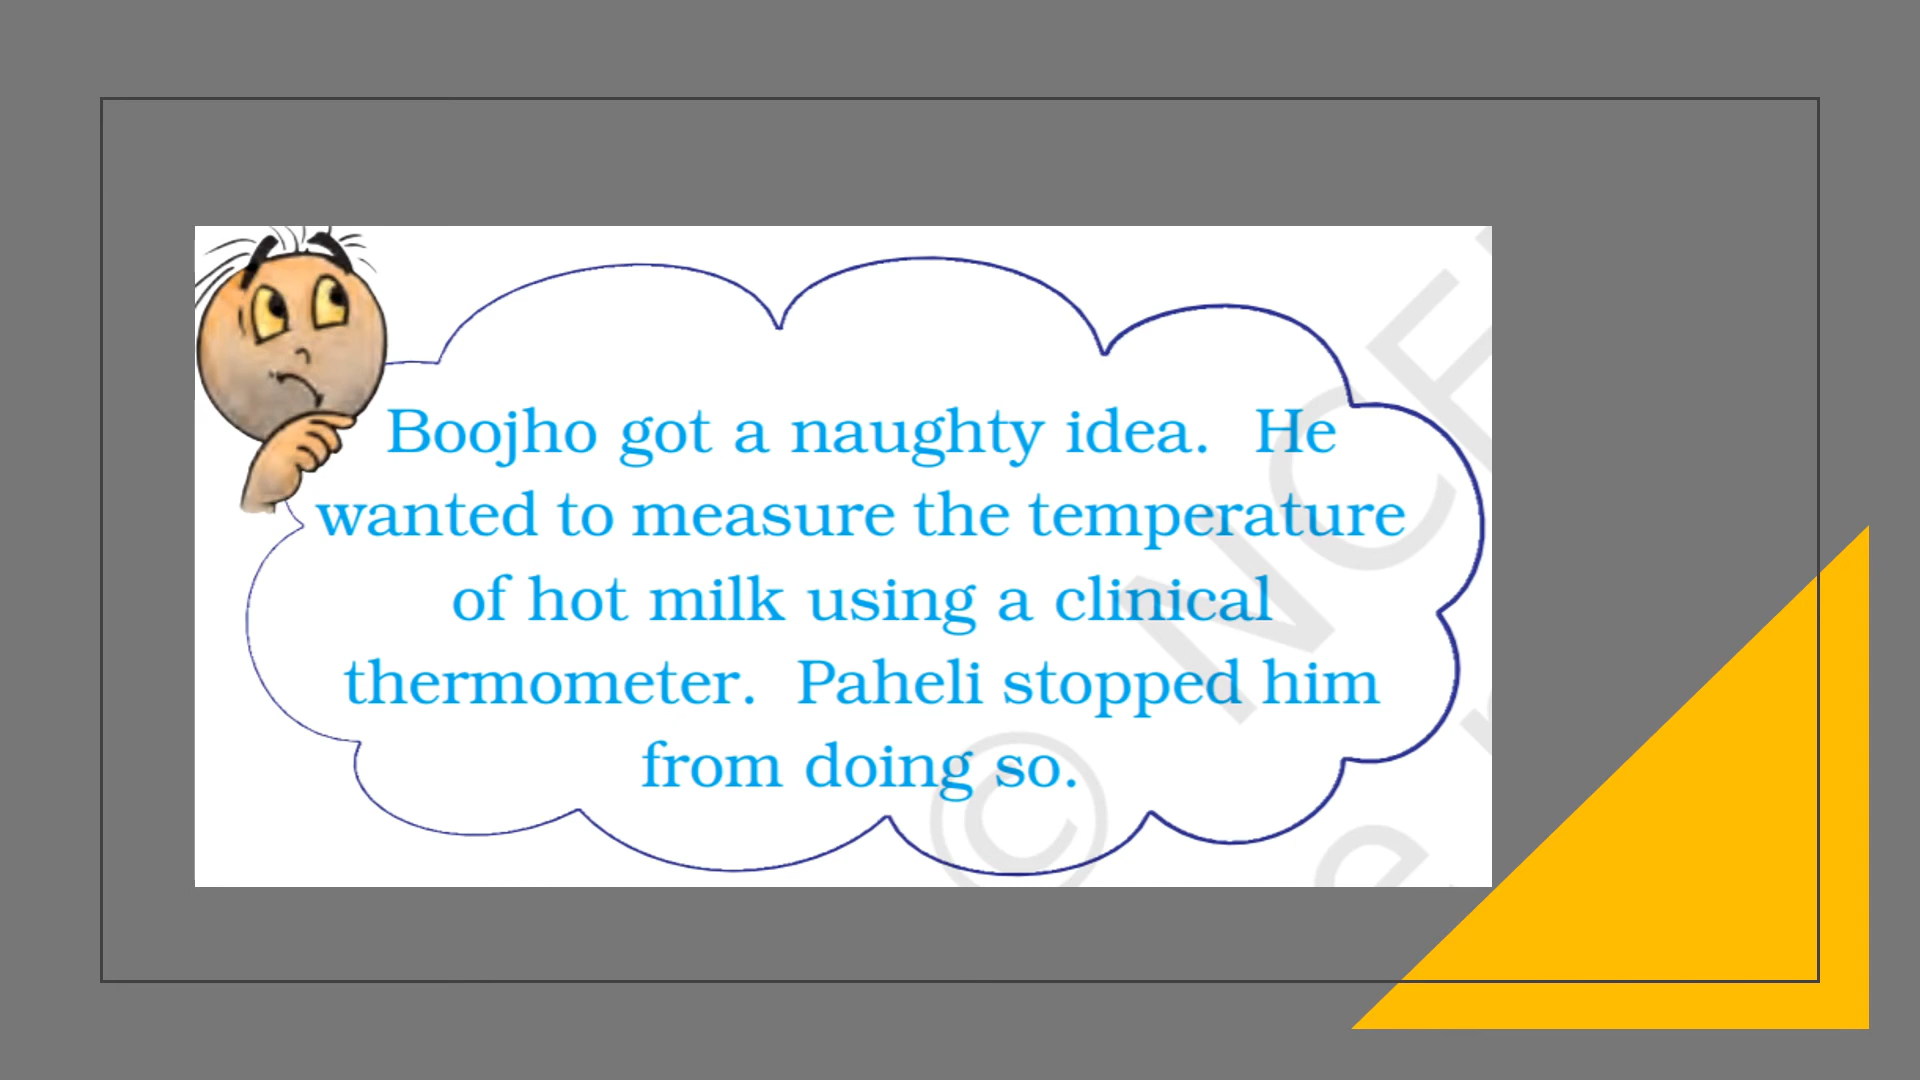 Boojho got a naughty idea. He
wanted to measure the temperature
of hot milk using a clinical
thermometer. Paheli stopped him
from doing so.